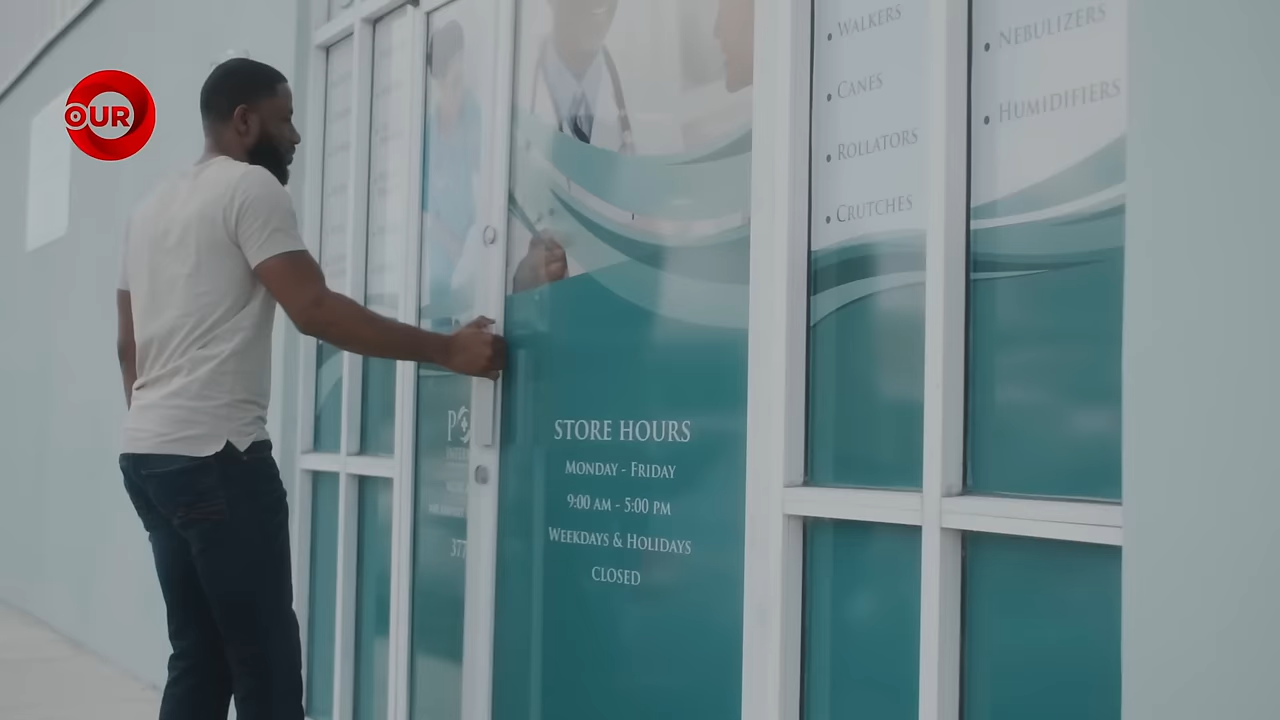 OUR
• WALKERS
• CANES
• ROLLATORS
• CRUTCHES
• NEBULIZERS
• HUMIDIFIERS
STORE HOURS
MONDAY - FRIDAY
9:00 AM - 5:00 PM
WEEKDAYS & HOLIDAYS
CLOSED
377